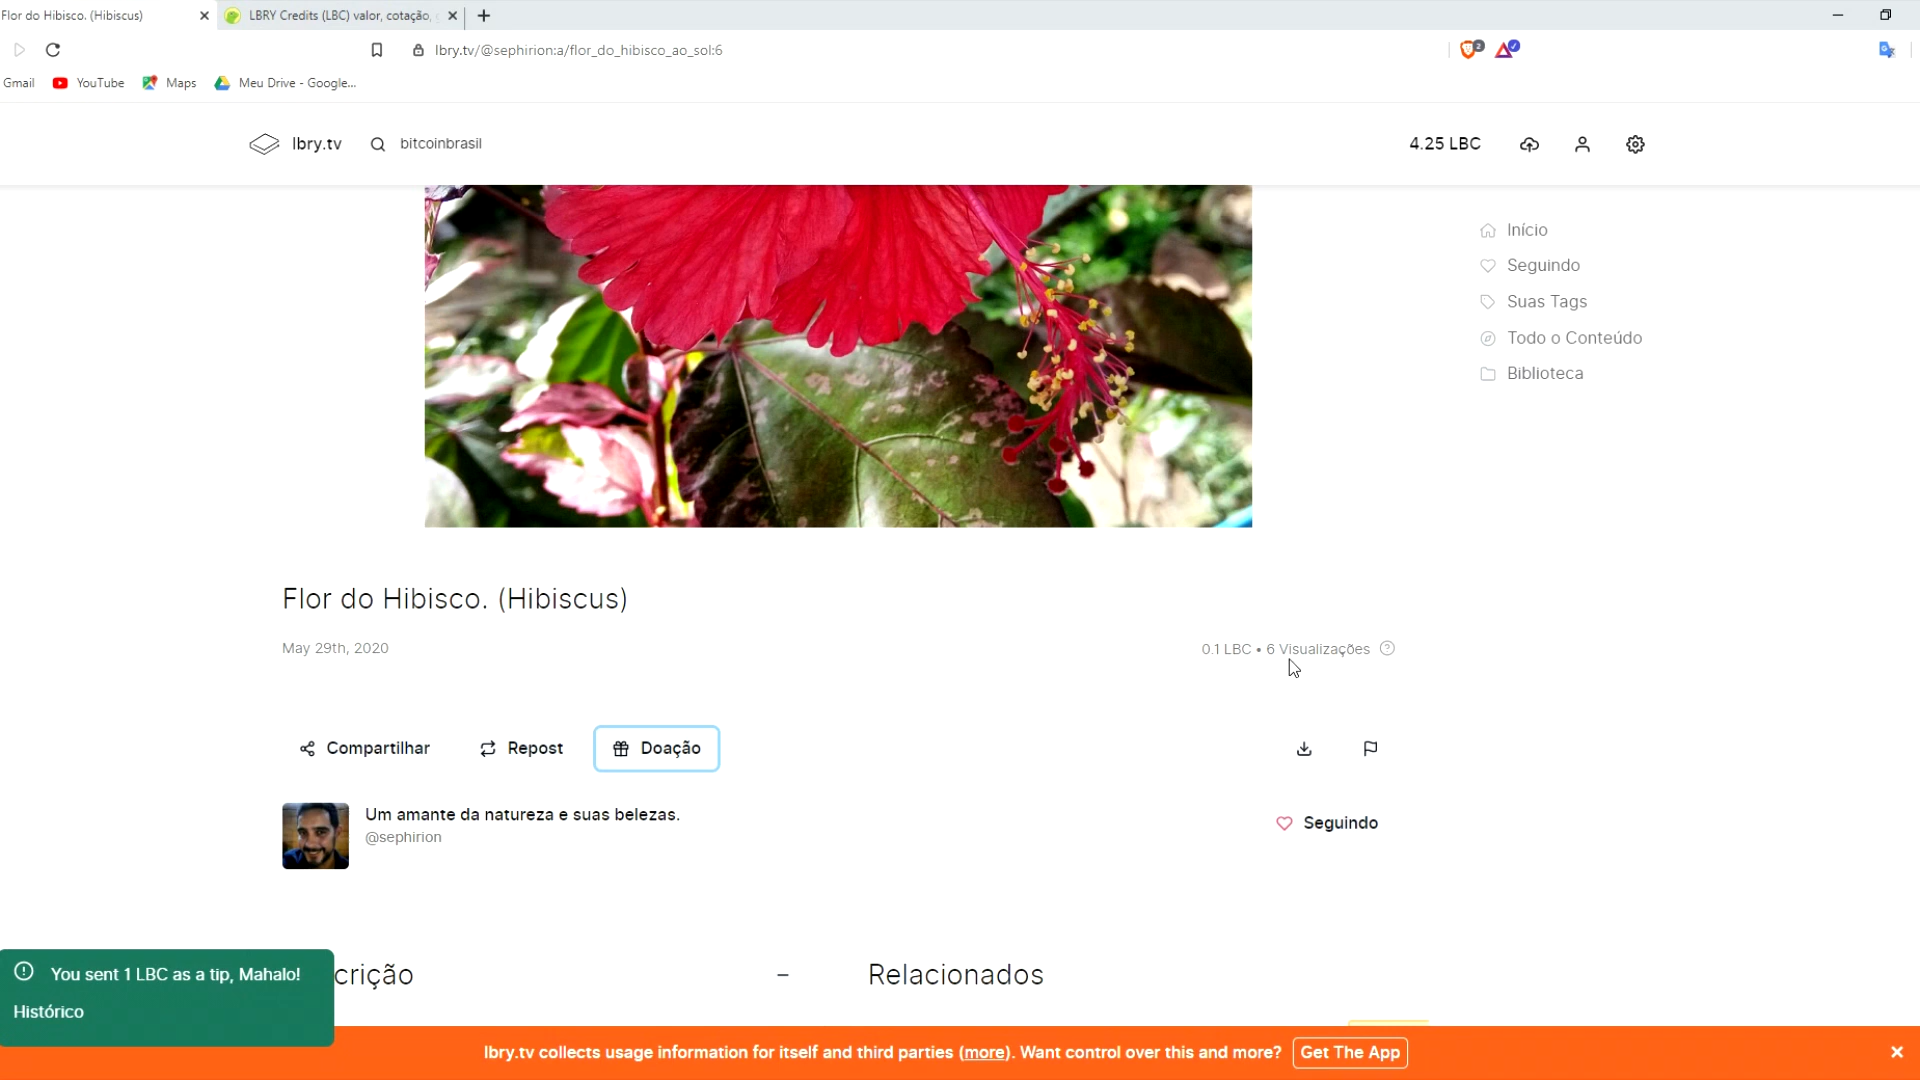 Flor do Hibisco. (Hibiscus)
LBRY Credits (LBC) valor, cotação,
lbry.tv/@sephirion:a/flor_do_hibisco_ao_sol:6
2
Gmail
YouTube
Maps
Meu Drive - Google...
lbry.tv
bitcoinbrasil
4.25 LBC
Início
Seguindo
Suas Tags
Todo o Conteúdo
Biblioteca
Flor do Hibisco. (Hibiscus)
May 29th, 2020
0.1 LBC • 6 Visualizações
Compartilhar
Repost
Doação
Um amante da natureza e suas belezas.
@sephirion
Seguindo
You sent 1 LBC as a tip, Mahalo!
Histórico
crição
Relacionados
lbry.tv collects usage information for itself and third parties (more). Want control over this and more?
Get The App